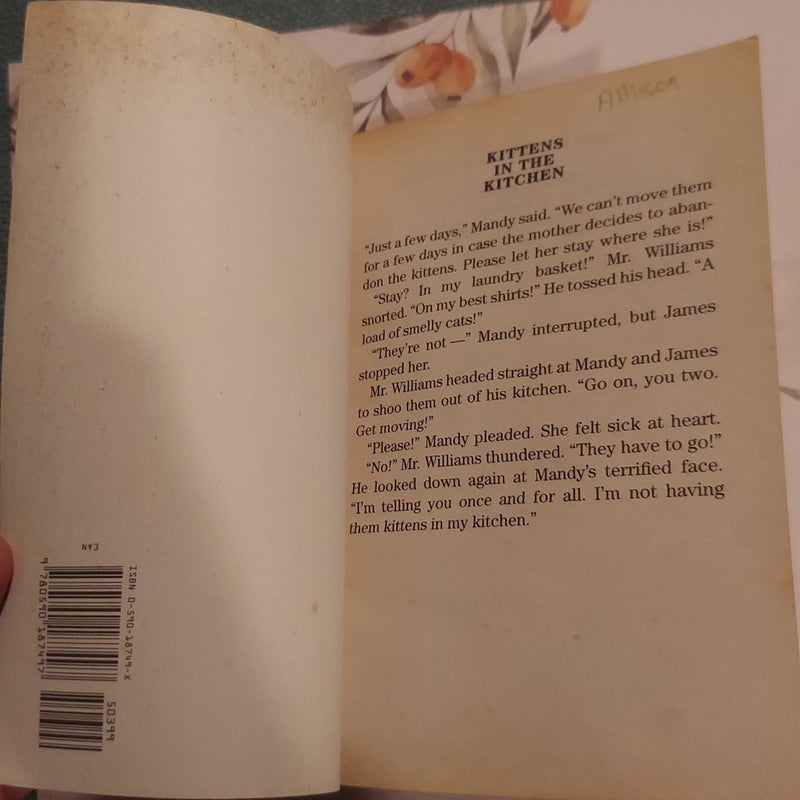 EAN
9 780590 187497
ISBN 0-590-18749-X
50399
Allison
KITTENS
IN THE
KITCHEN
“Just a few days,” Mandy said. “We can’t move them
for a few days in case the mother decides to aban-
don the kittens. Please let her stay where she is!”
“Stay? In my laundry basket!” Mr. Williams
snorted. “On my best shirts!” He tossed his head. “A
load of smelly cats!”
“They’re not —” Mandy interrupted, but James
stopped her.
Mr. Williams headed straight at Mandy and James
to shoo them out of his kitchen. “Go on, you two.
Get moving!”
“Please!” Mandy pleaded. She felt sick at heart.
“No!” Mr. Williams thundered. “They have to go!”
He looked down again at Mandy’s terrified face.
“I’m telling you once and for all. I’m not having
them kittens in my kitchen.”